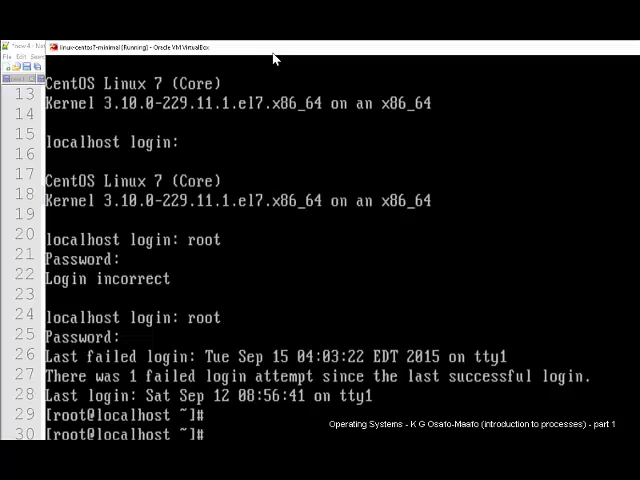 *new 4 - Not
linux-centos7-minimal [Running] - Oracle VM VirtualBox
File Edit Search
CentOS Linux 7 (Core)
13
Kernel 3.10.0-229.11.1.el7.x86_64 on an x86_64
14
15
localhost login:
16
17
CentOS Linux 7 (Core)
18
Kernel 3.10.0-229.11.1.el7.x86_64 on an x86_64
19
20
localhost login: root
21
Password:
22
Login incorrect
23
24
localhost login: root
25
Password:
26
Last failed login: Tue Sep 15 04:03:22 EDT 2015 on tty1
27
There was 1 failed login attempt since the last successful login.
28
Last login: Sat Sep 12 08:56:41 on tty1
29
[root@localhost ~]#
30
[root@localhost ~]#
Operating Systems - K G Osafo-Maafo (introduction to processes) - part 1